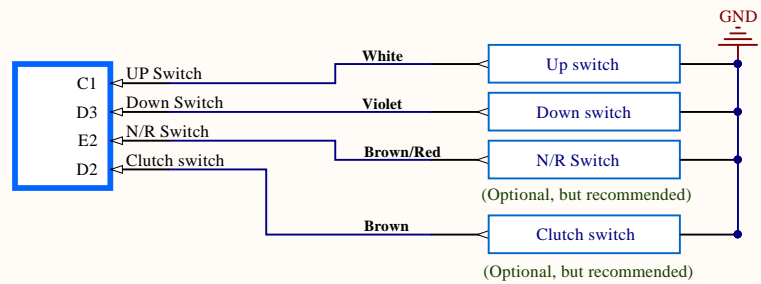 GND
White
UP Switch
Up switch
C1
Down Switch
Violet
Down switch
D3
N/R Switch
E2
Brown/Red
N/R Switch
Clutch switch
D2
(Optional, but recommended)
Brown
Clutch switch
(Optional, but recommended)